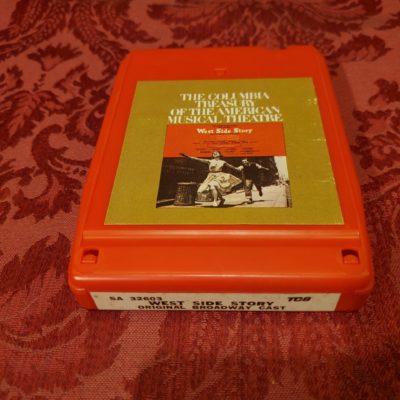 THE COLUMBIA
TREASURY
OF THE AMERICAN
MUSICAL THEATRE
West Side Story
SA 32603
WEST SIDE STORY
TC8
ORIGINAL BROADWAY CAST